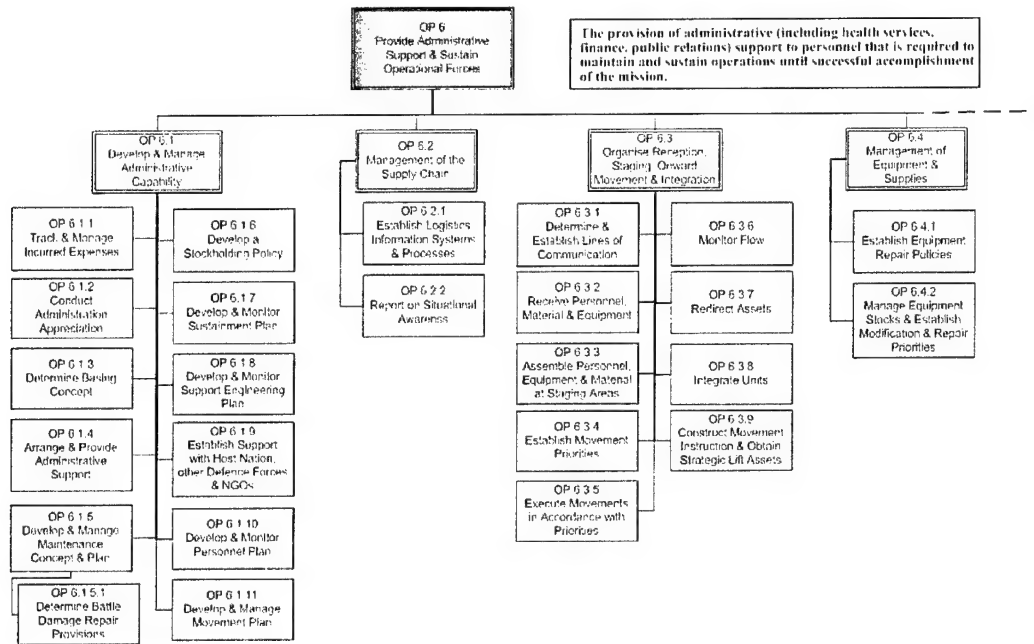 OP 6
Provide Administrative
Support & Sustain
Operational Forces
The provision of administrative (including health services,
finance, public relations) support to personnel that is required to
maintain and sustain operations until successful accomplishment
of the mission.
OP 6.1
Develop & Manage
Administrative
Capability
OP 6.2
Management of the
Supply Chain
OP 6.3
Organise Reception,
Staging, Onward
Movement & Integration
OP 6.4
Management of
Equipment &
Supplies
OP 6.1.1
Track & Manage
Incurred Expenses
OP 6.1.2
Conduct
Administration
Appreciation
OP 6.1.3
Determine Basing
Concept
OP 6.1.4
Arrange & Provide
Administrative
Support
OP 6.1.5
Develop & Manage
Maintenance
Concept & Plan
OP 6.1.5.1
Determine Battle
Damage Repair
Provisions
OP 6.1.6
Develop a
Stockholding Policy
OP 6.1.7
Develop & Monitor
Sustainment Plan
OP 6.1.8
Develop & Monitor
Support Engineering
Plan
OP 6.1.9
Establish Support
with Host Nation,
other Defence Forces
& NGOs
OP 6.1.10
Develop & Monitor
Personnel Plan
OP 6.1.11
Develop & Manage
Movement Plan
OP 6.2.1
Establish Logistics
Information Systems
& Processes
OP 6.2.2
Report on Situational
Awareness
OP 6.3.1
Determine &
Establish Lines of
Communication
OP 6.3.2
Receive Personnel,
Material & Equipment
OP 6.3.3
Assemble Personnel,
Equipment & Material
at Staging Areas
OP 6.3.4
Establish Movement
Priorities
OP 6.3.5
Execute Movements
in Accordance with
Priorities
OP 6.3.6
Monitor Flow
OP 6.3.7
Redirect Assets
OP 6.3.8
Integrate Units
OP 6.3.9
Construct Movement
Instruction & Obtain
Strategic Lift Assets
OP 6.4.1
Establish Equipment
Repair Policies
OP 6.4.2
Manage Equipment
Stocks & Establish
Modification & Repair
Priorities